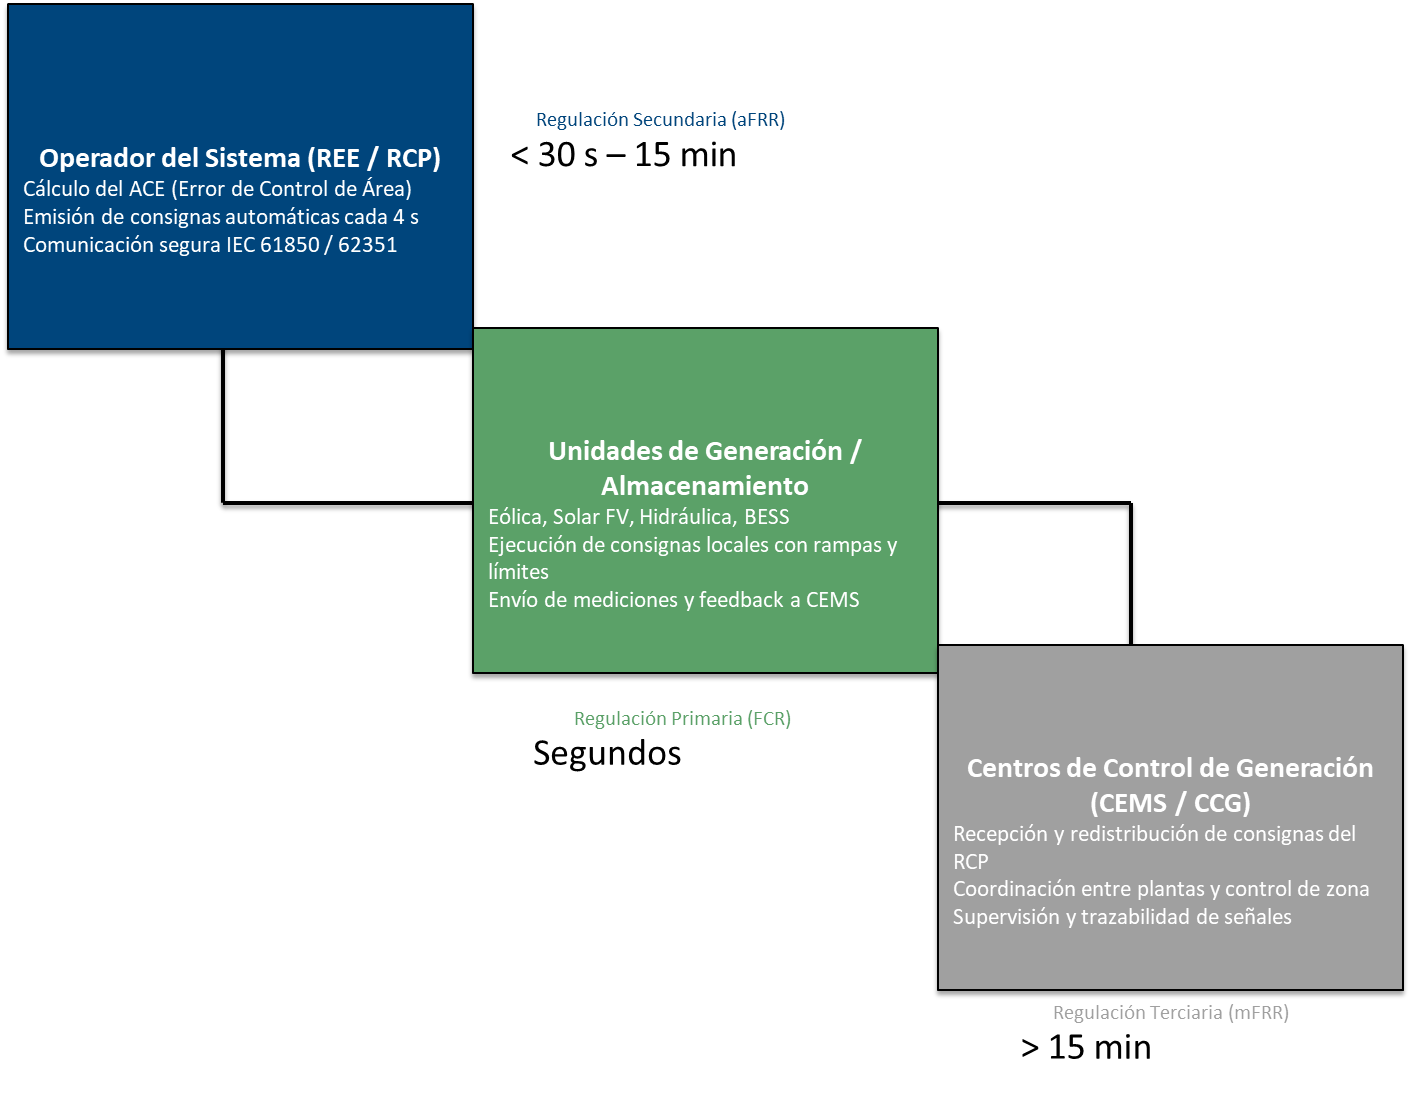 Operador del Sistema (REE / RCP)
Cálculo del ACE (Error de Control de Área)
Emisión de consignas automáticas cada 4 s
Comunicación segura IEC 61850 / 62351
Regulación Secundaria (aFRR)
< 30 s – 15 min
Unidades de Generación /
Almacenamiento
Eólica, Solar FV, Hidráulica, BESS
Ejecución de consignas locales con rampas y
límites
Envío de mediciones y feedback a CEMS
Regulación Primaria (FCR)
Segundos
Centros de Control de Generación
(CEMS / CCG)
Recepción y redistribución de consignas del
RCP
Coordinación entre plantas y control de zona
Supervisión y trazabilidad de señales
Regulación Terciaria (mFRR)
> 15 min